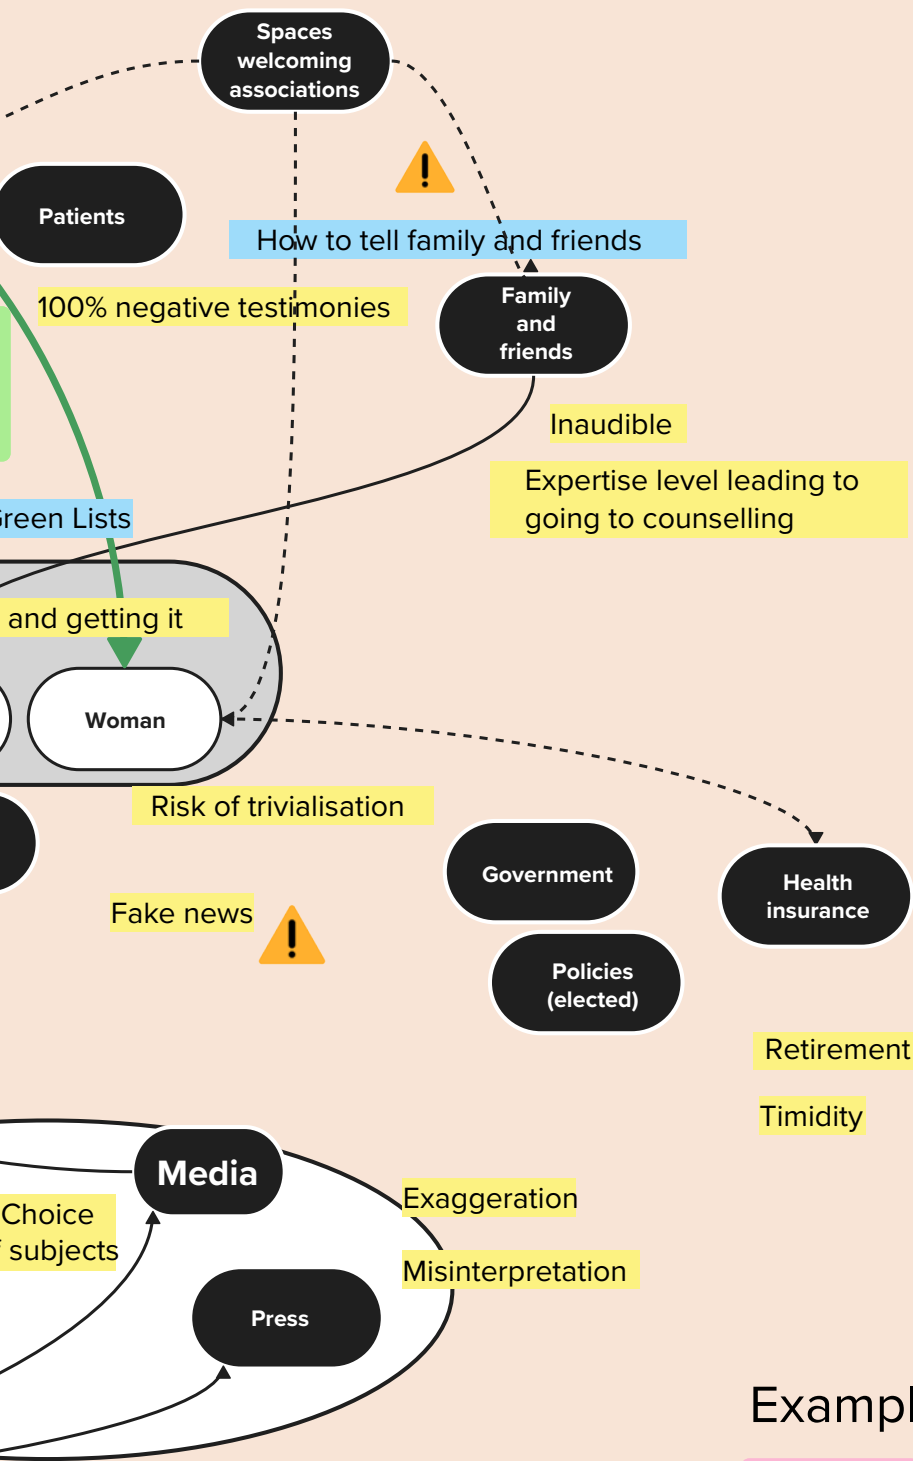 Spaces
welcoming
associations
Patients
How to tell family and friends
100% negative testimonies
Family
and
friends
Inaudible
Expertise level leading to
going to counselling
Green Lists
and getting it
Woman
Risk of trivialisation
Government
Health
insurance
Fake news
Policies
(elected)
Retirement
Timidity
Media
Exaggeration
Choice
subjects
Misinterpretation
Press